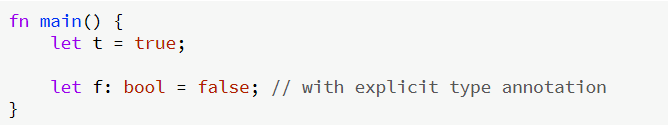 fn main() {
    let t = true;

    let f: bool = false; // with explicit type annotation
}